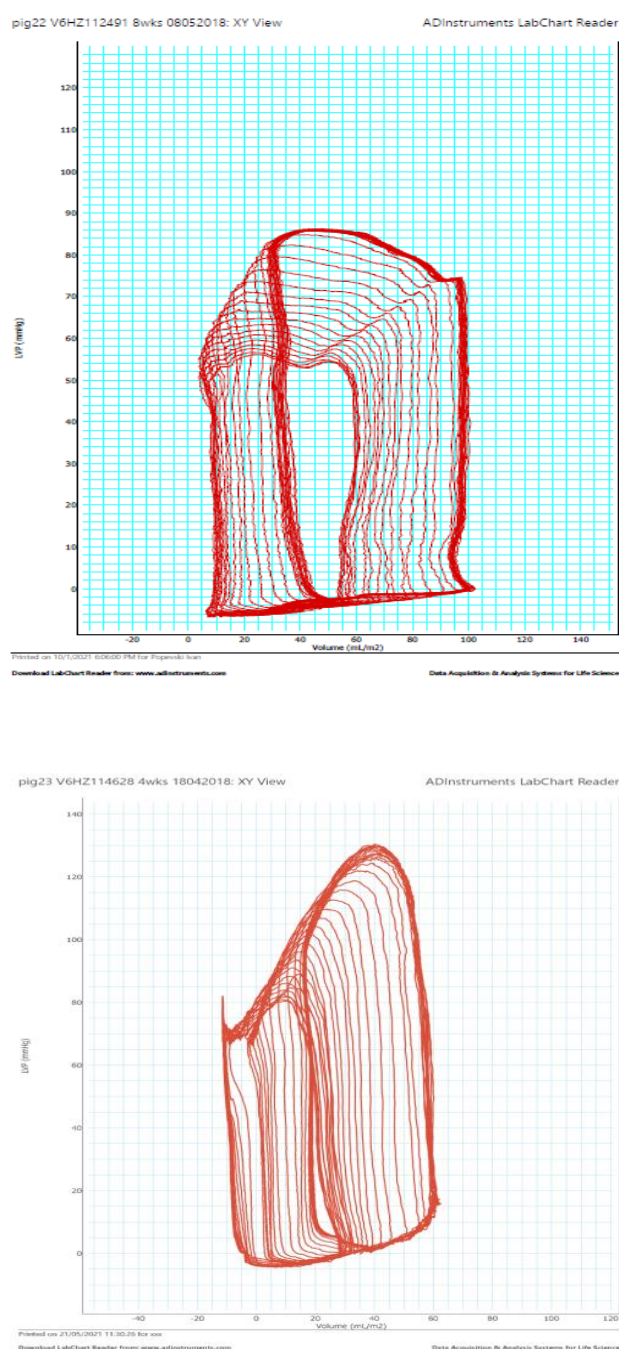 pig22 V6HZ112491 8wks 08052018: XY View ADInstruments LabChart Reader
120
110
100
90
80
70
60
50
40
30
20
10
0
LVP (mmHg)
-20 0 20 40 60 80 100 120 140
Volume (mL/m2)
Printed on 10/1/2021 6:06:00 PM for Popevski Ivan
Download LabChart Reader from: www.adinstruments.com Data Acquisition & Analysis Systems for Life Science
pig23 V6HZ114628 4wks 18042018: XY View ADInstruments LabChart Reader
140
120
100
80
60
40
20
0
LVP (mmHg)
-40 -20 0 20 40 60 80 100 120
Volume (mL/m2)
Printed on 21/05/2021 11:30:26 for xxx
Download LabChart Reader from: www.adinstruments.com Data Acquisition & Analysis Systems for Life Science